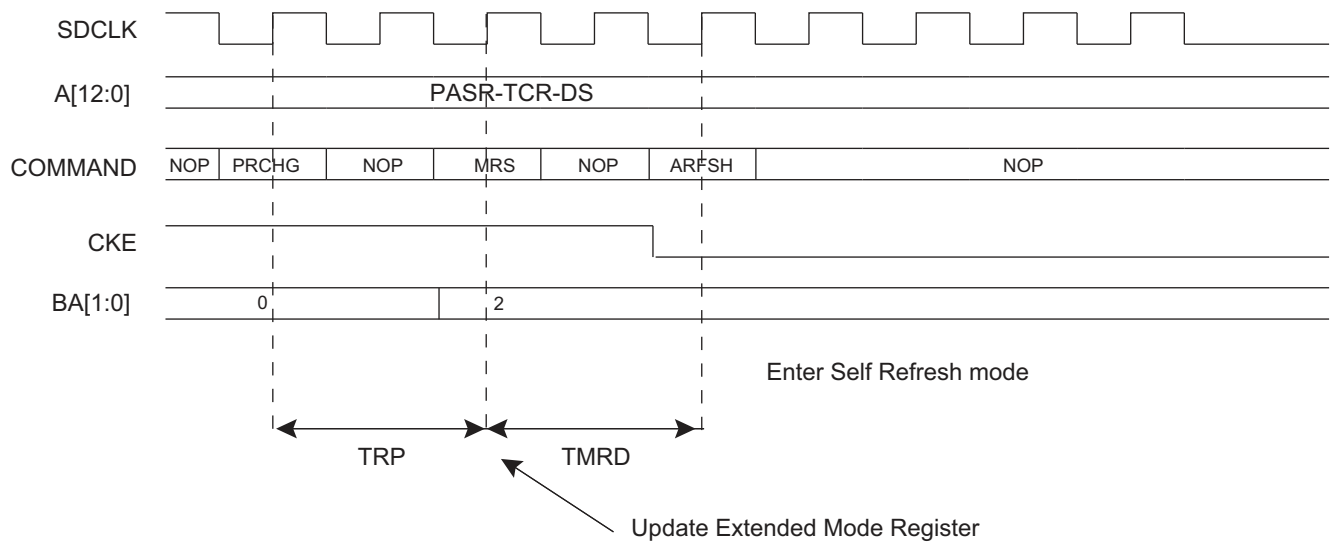 SDCLK
A[12:0] PASR-TCR-DS
COMMAND NOP PRCHG NOP MRS NOP ARFSH NOP
CKE
BA[1:0] 0 2
Enter Self Refresh mode
TRP TMRD
Update Extended Mode Register